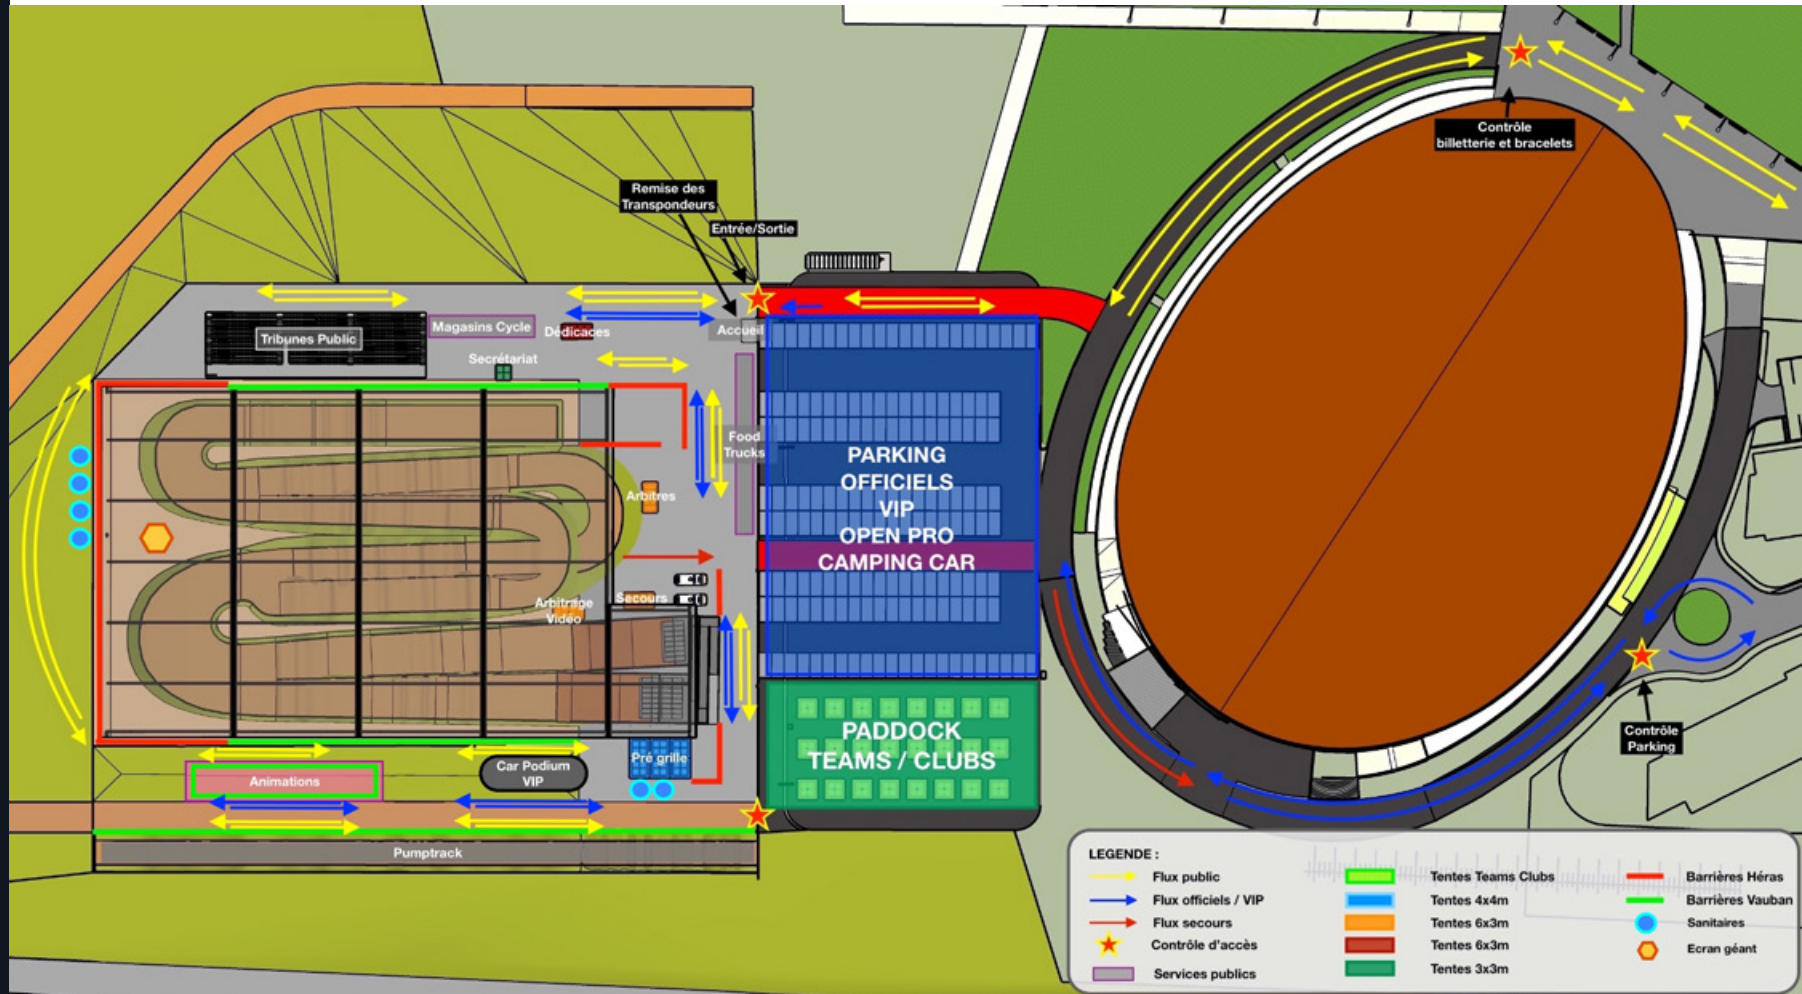 Contrôle
billetterie et bracelets
Remise des
Transpondeurs
Entrée/Sortie
Tribunes Public
Magasins Cycle
Dédicaces
Accueil
Secrétariat
Food
Trucks
Arbitres
PARKING
OFFICIELS
VIP
OPEN PRO
CAMPING CAR
Arbitrage
Vidéo
Secours
PADDOCK
TEAMS / CLUBS
Contrôle
Parking
Pré grille
Car Podium
VIP
Animations
Pumptrack
LEGENDE :
Flux public
Flux officiels / VIP
Flux secours
Contrôle d'accès
Services publics
Tentes Teams Clubs
Tentes 4x4m
Tentes 6x3m
Tentes 6x3m
Tentes 3x3m
Barrières Héras
Barrières Vauban
Sanitaires
Ecran géant